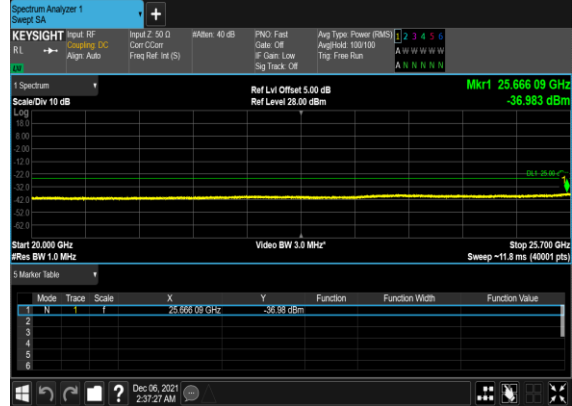 Spectrum Analyzer 1
Swept SA
+
KEYSIGHT Input: RF Input Z: 50 Ω #Atten: 40 dB PNO: Fast Avg Type: Power (RMS) 1 2 3 4 5 6
RL Coupling: DC Corr CCorr Gate: Off Avg|Hold: 100/100 A W W W W W
Align: Auto Freq Ref: Int (S) IF Gain: Low Trig: Free Run
Sig Track: Off A N N N N N
1 Spectrum Ref Lvl Offset 5.00 dB Mkr1 25.666 09 GHz
Scale/Div 10 dB Ref Level 28.00 dBm -36.983 dBm
Log
18.0
8.00
-2.00
-12.0
-22.0 DL1 -25.00
-32.0
-42.0
-52.0
-62.0
Start 20.000 GHz Video BW 3.0 MHz* Stop 25.700 GHz
#Res BW 1.0 MHz Sweep ~11.8 ms (40001 pts)
5 Marker Table
Mode Trace Scale X Y Function Function Width Function Value
1 N 1 f 25.666 09 GHz -36.98 dBm
2
3
4
5
6
? Dec 06, 2021
2:37:27 AM